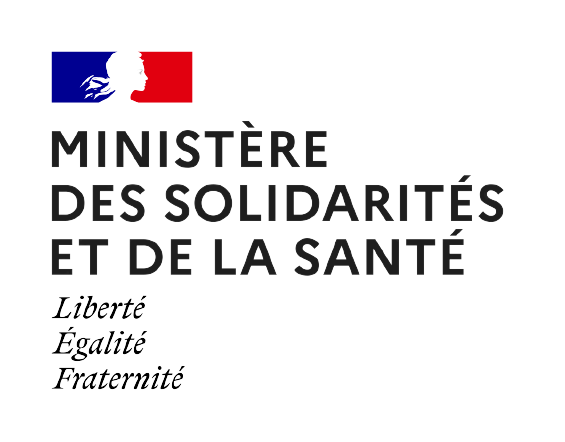 MINISTÈRE
DES SOLIDARITÉS
ET DE LA SANTÉ
Liberté
Égalité
Fraternité